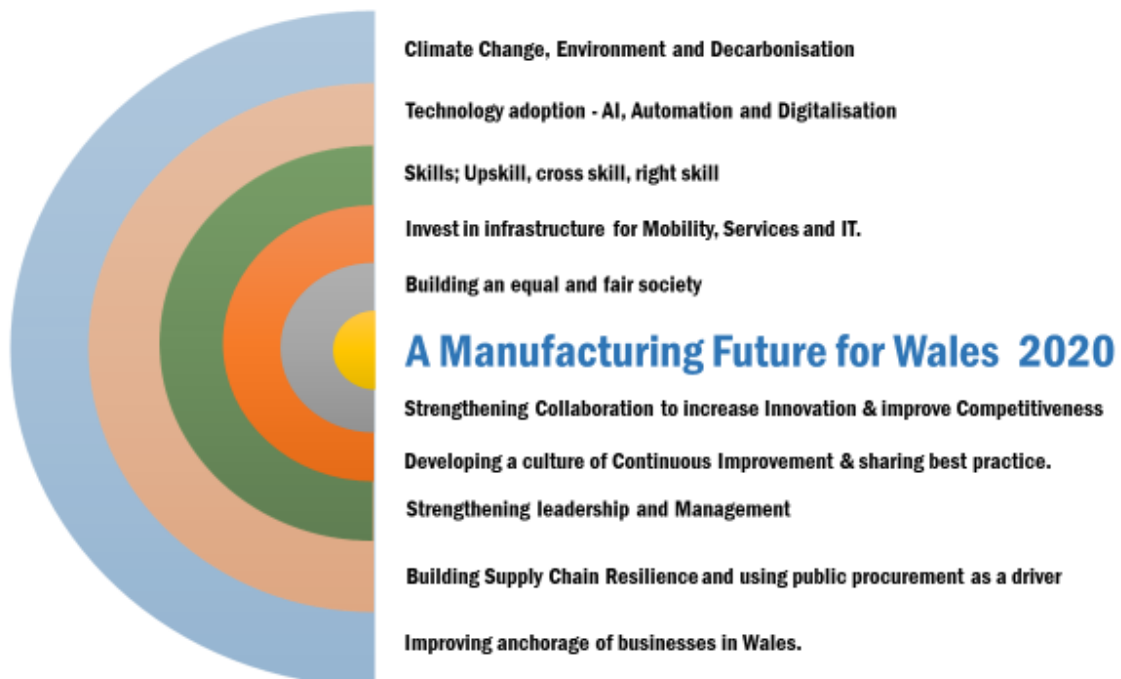 Climate Change, Environment and Decarbonisation
Technology adoption - AI, Automation and Digitalisation
Skills; Upskill, cross skill, right skill
Invest in infrastructure for Mobility, Services and IT.
Building an equal and fair society
A Manufacturing Future for Wales 2020
Strengthening Collaboration to increase Innovation & improve Competitiveness
Developing a culture of Continuous Improvement & sharing best practice.
Strengthening leadership and Management
Building Supply Chain Resilience and using public procurement as a driver
Improving anchorage of businesses in Wales.